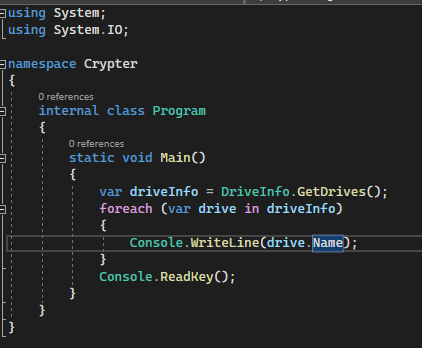 using System;
using System.IO;
namespace Crypter
{
0 references
internal class Program
{
0 references
static void Main()
{
var driveInfo = DriveInfo.GetDrives();
foreach (var drive in driveInfo)
{
Console.WriteLine(drive.Name);
}
Console.ReadKey();
}
}
}